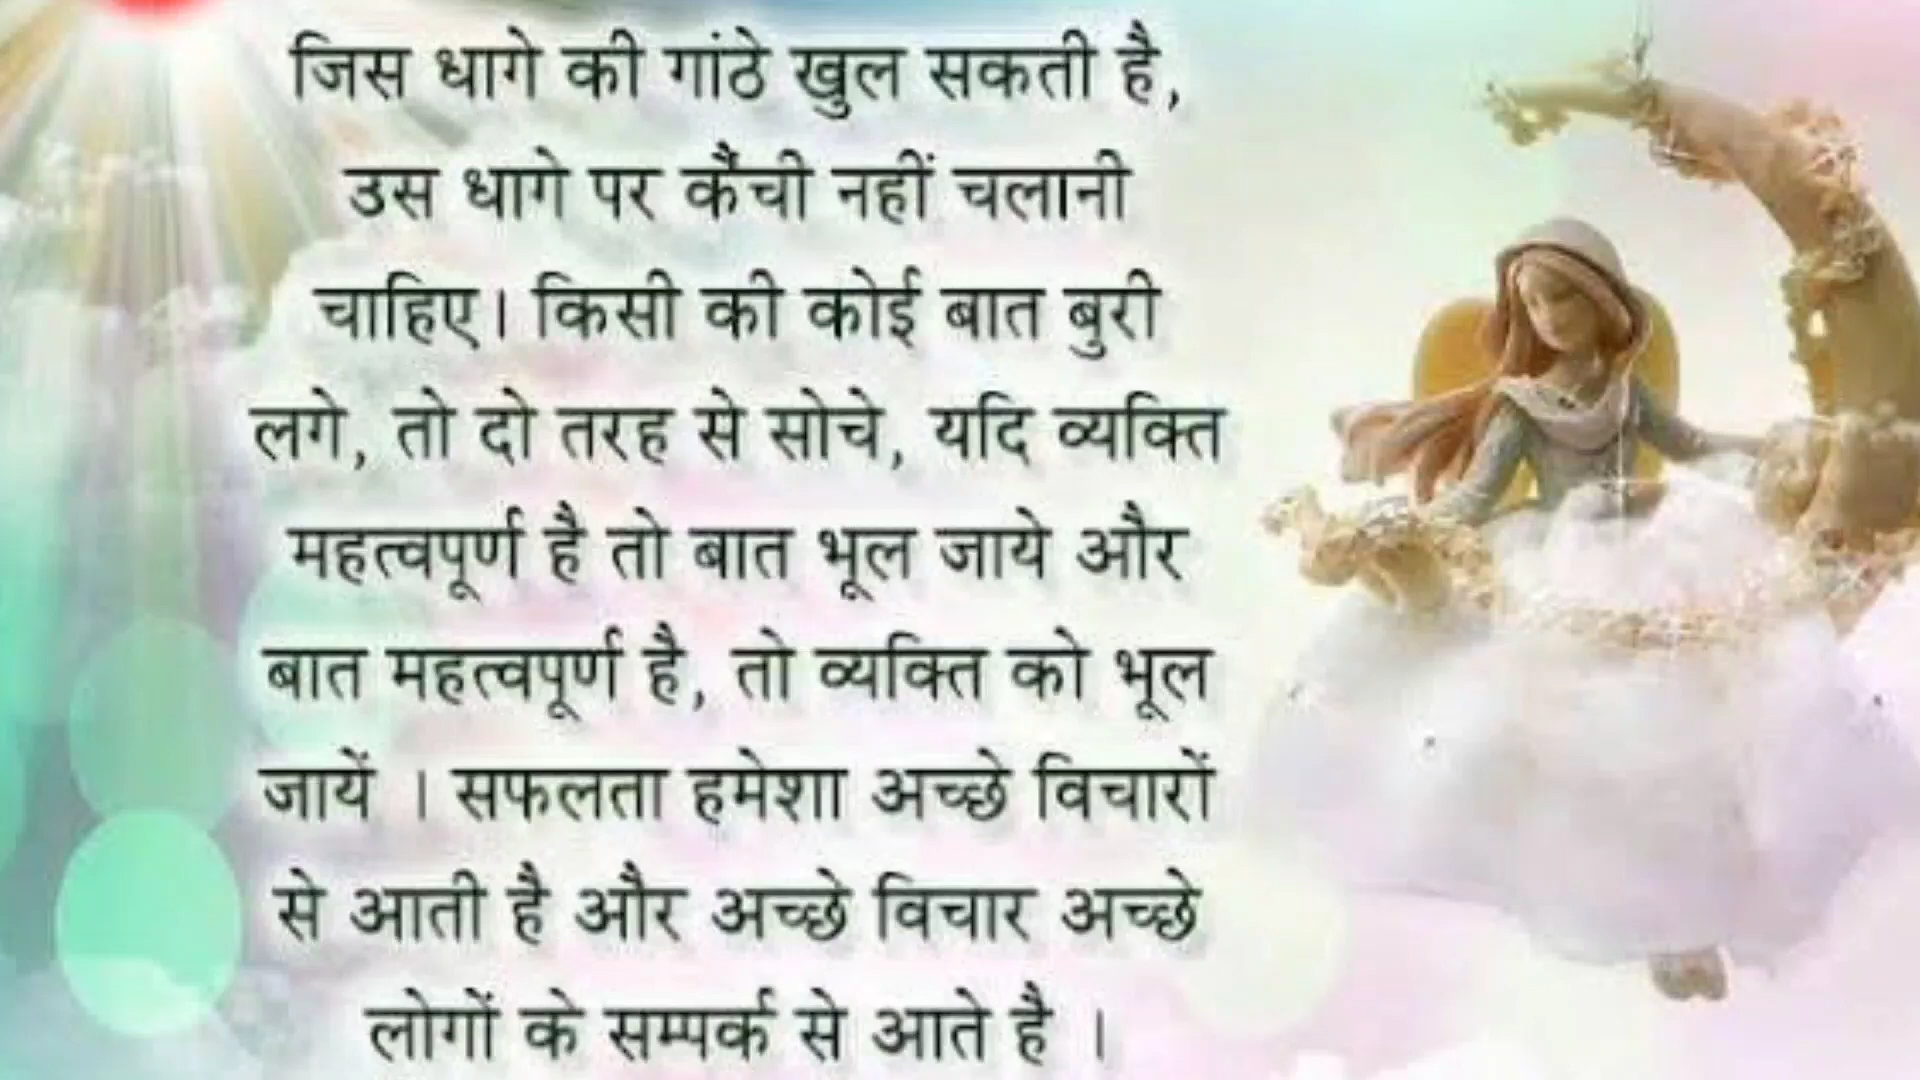 जिस धागे की गांठे खुल सकती है,
उस धागे पर कैंची नहीं चलानी
चाहिए। किसी की कोई बात बुरी
लगे, तो दो तरह से सोचे, यदि व्यक्ति
महत्वपूर्ण है तो बात भूल जाये और
बात महत्वपूर्ण है, तो व्यक्ति को भूल
जायें । सफलता हमेशा अच्छे विचारों
से आती है और अच्छे विचार अच्छे
लोगों के सम्पर्क से आते है ।